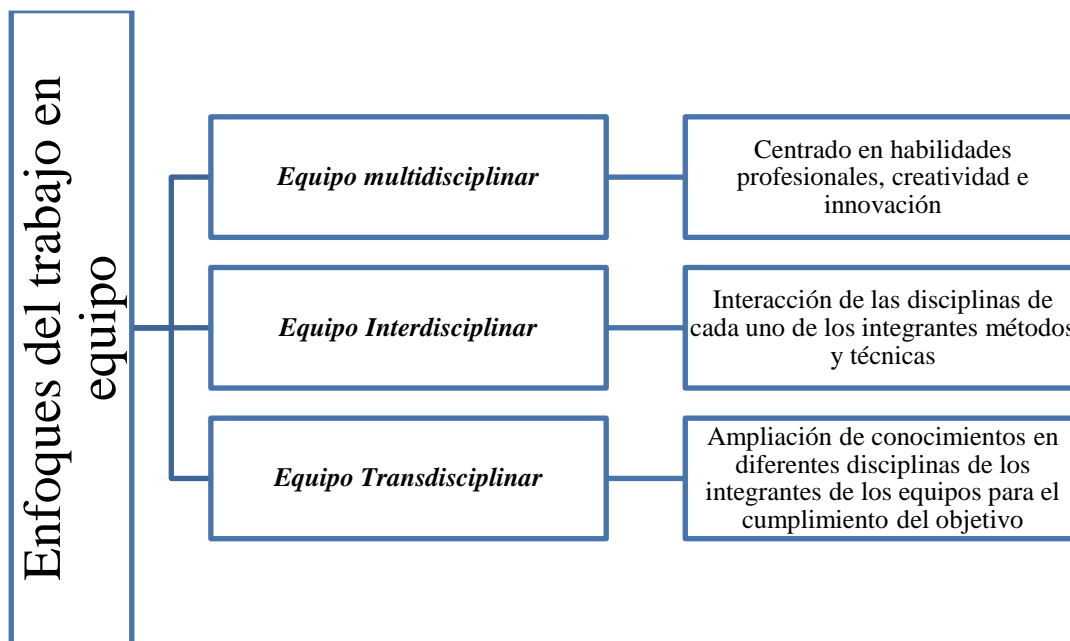 Enfoques del trabajo en
equipo
Equipo multidisciplinar
Centrado en habilidades
profesionales, creatividad e
innovación
Equipo Interdisciplinar
Interacción de las disciplinas de
cada uno de los integrantes métodos
y técnicas
Equipo Transdisciplinar
Ampliación de conocimientos en
diferentes disciplinas de los
integrantes de los equipos para el
cumplimiento del objetivo